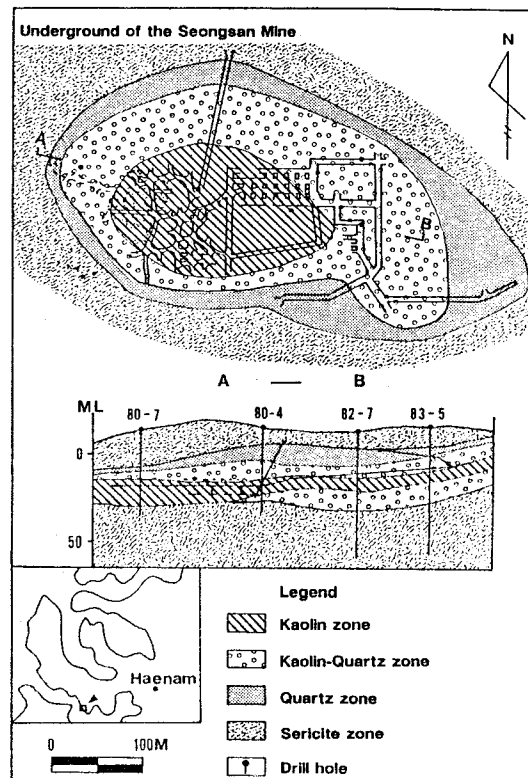 Underground of the Seongsan Mine
N
A
B
A — B
ML
80-7
80-4
82-7
83-5
0
50
Haenam
0
100M
Legend
Kaolin zone
Kaolin-Quartz zone
Quartz zone
Sericite zone
Drill hole